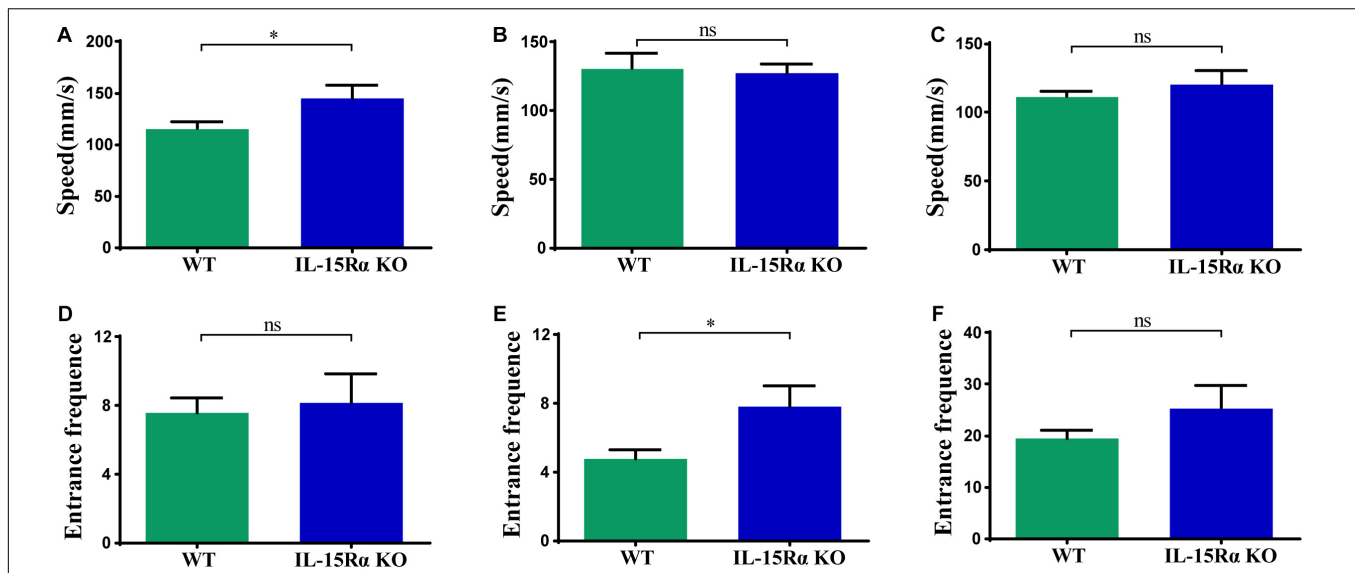 A
*
200
150
100
50
0
Speed(mm/s)
WT
IL-15Rα KO
B
ns
150
100
50
0
Speed(mm/s)
WT
IL-15Rα KO
C
ns
150
100
50
0
Speed(mm/s)
WT
IL-15Rα KO
D
ns
12
8
4
0
Entrance frequence
WT
IL-15Rα KO
E
*
12
8
4
0
Entrance frequence
WT
IL-15Rα KO
F
ns
40
30
20
10
0
Entrance frequence
WT
IL-15Rα KO